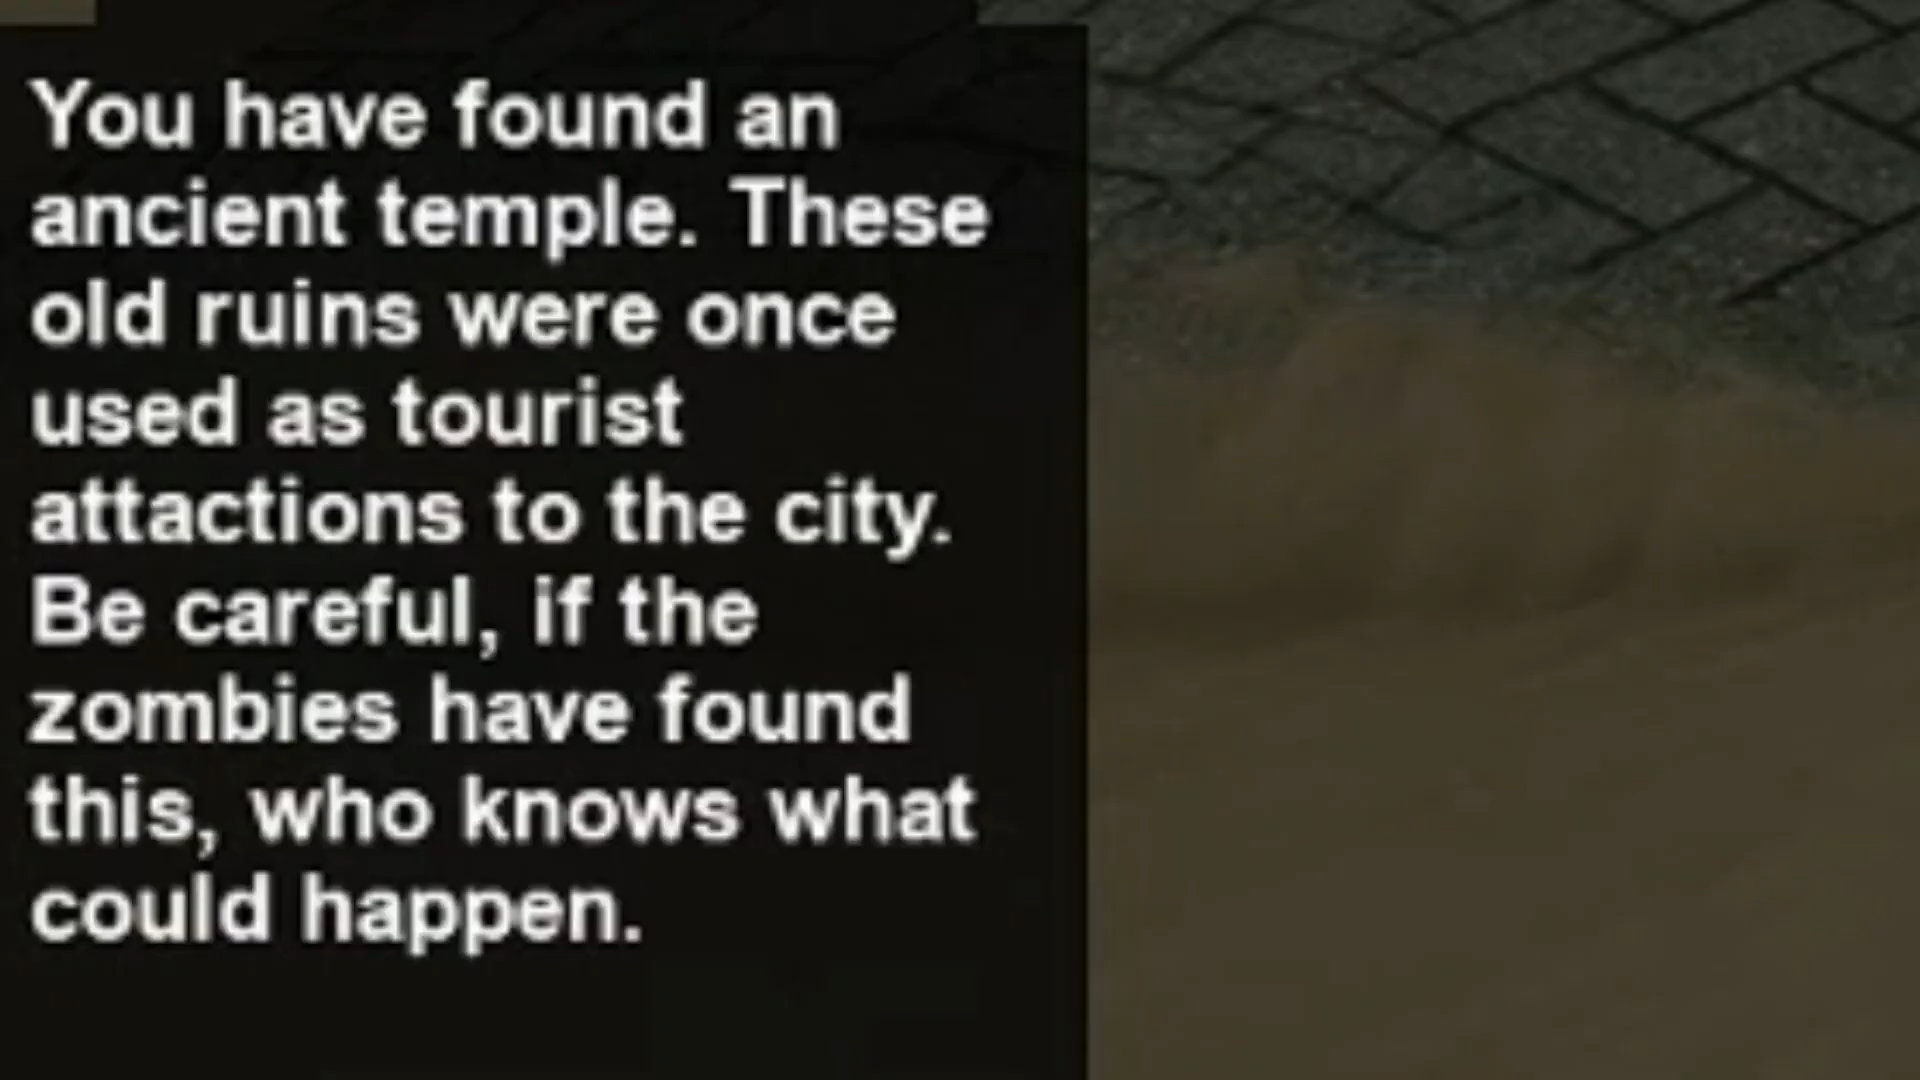 You have found an
ancient temple. These
old ruins were once
used as tourist
attactions to the city.
Be careful, if the
zombies have found
this, who knows what
could happen.